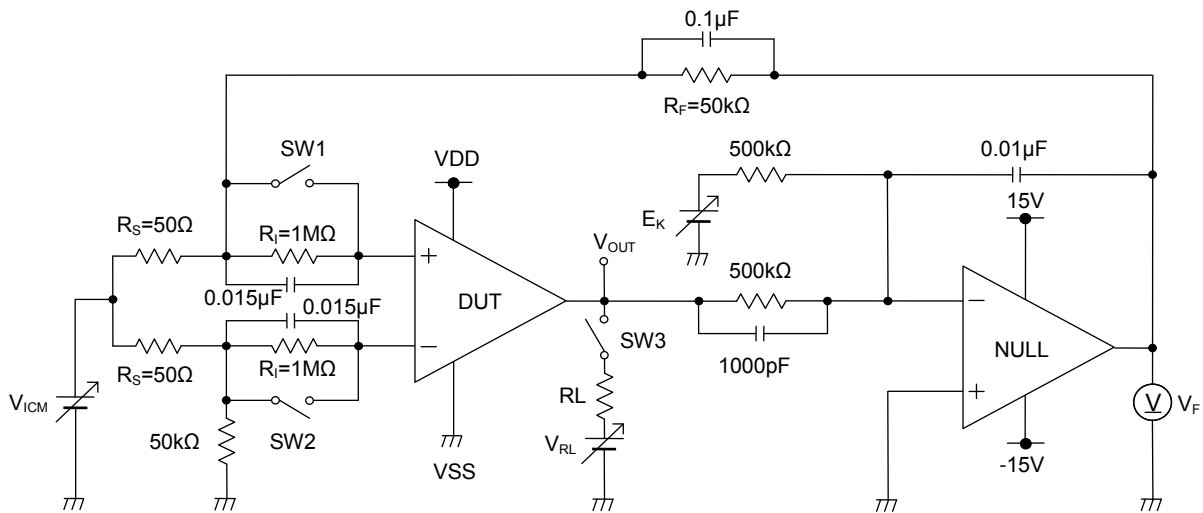 0.1µF
RF=50kΩ
SW1
VDD
500kΩ
0.01µF
15V
RS=50Ω
RI=1MΩ
EK
VOUT
+
500kΩ
−
0.015µF
0.015µF
DUT
−
NULL
SW3
1000pF
RS=50Ω
RI=1MΩ
+
V
VF
VICM
RL
50kΩ
SW2
VRL
VSS
-15V